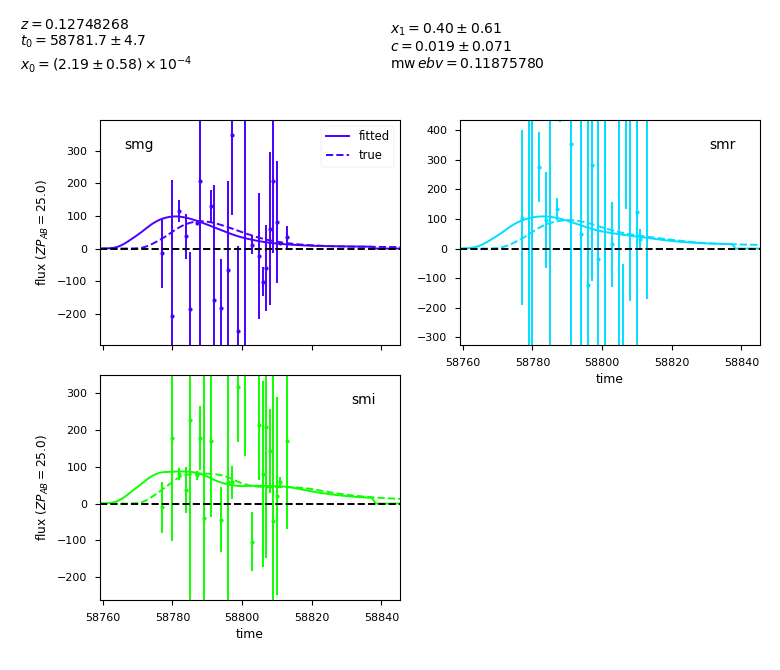 z = 0.12748268
t₀ = 58781.7 ± 4.7
x₀ = (2.19 ± 0.58) × 10⁻⁴
x₁ = 0.40 ± 0.61
c = 0.019 ± 0.071
mw ebv = 0.11875780
smg
fitted
true
300
200
100
0
−100
−200
flux (ZP_AB = 25.0)
smr
400
300
200
100
0
−100
−200
−300
58760 58780 58800 58820 58840
time
smi
300
200
100
0
−100
−200
flux (ZP_AB = 25.0)
58760 58780 58800 58820 58840
time